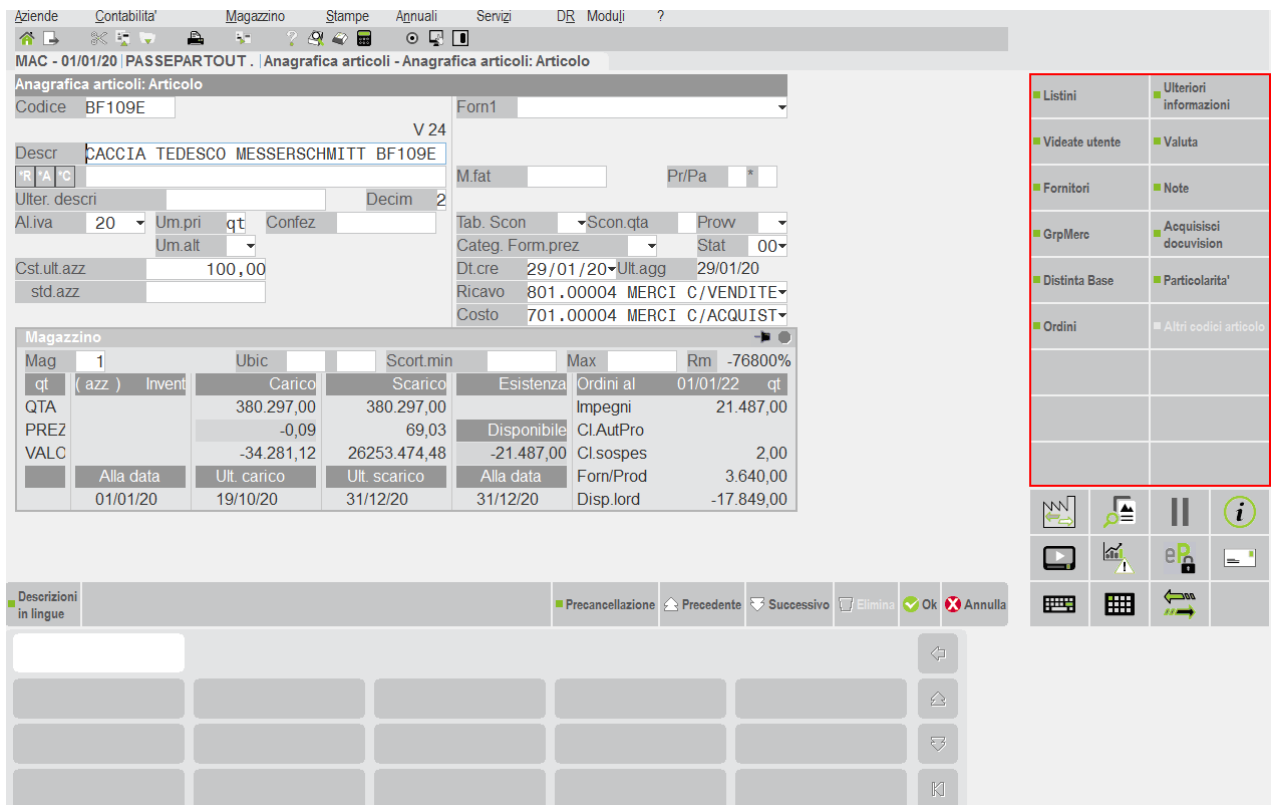 Aziende Contabilita' Magazzino Stampe Annuali Servizi DR Moduli ?
MAC - 01/01/20 | PASSEPARTOUT . | Anagrafica articoli - Anagrafica articoli: Articolo
Anagrafica articoli: Articolo
Codice BF109E Forn1
V 24
Descr CACCIA TEDESCO MESSERSCHMITT BF109E
*R *A *C M.fat Pr/Pa *
Ulter. descri Decim 2
Al.iva 20 Um.pri qt Confez Tab. Scon Scon.qta Provv
Um.alt Categ. Form.prez Stat 00
Cst.ult.azz 100,00 Dt.cre 29/01/20 Ult.agg 29/01/20
std.azz Ricavo 801.00004 MERCI C/VENDITE
Costo 701.00004 MERCI C/ACQUIST
Magazzino
Mag 1 Ubic Scort.min Max Rm -76800%
qt ( azz ) Invent Carico Scarico Esistenza Ordini al 01/01/22 qt
QTA 380.297,00 380.297,00 Impegni 21.487,00
PREZ -0,09 69,03 Disponibile Cl.AutPro
VALO -34.281,12 26253.474,48 -21.487,00 Cl.sospes 2,00
Alla data Ult. carico Ult. scarico Alla data Forn/Prod 3.640,00
01/01/20 19/10/20 31/12/20 31/12/20 Disp.lord -17.849,00
Listini Ulteriori
informazioni
Videate utente Valuta
Fornitori Note
GrpMerc Acquisisci
docuvision
Distinta Base Particolarita'
Ordini Altri codici articolo
i
eP
Descrizioni
in lingue Precancellazione Precedente Successivo Elimina Ok Annulla